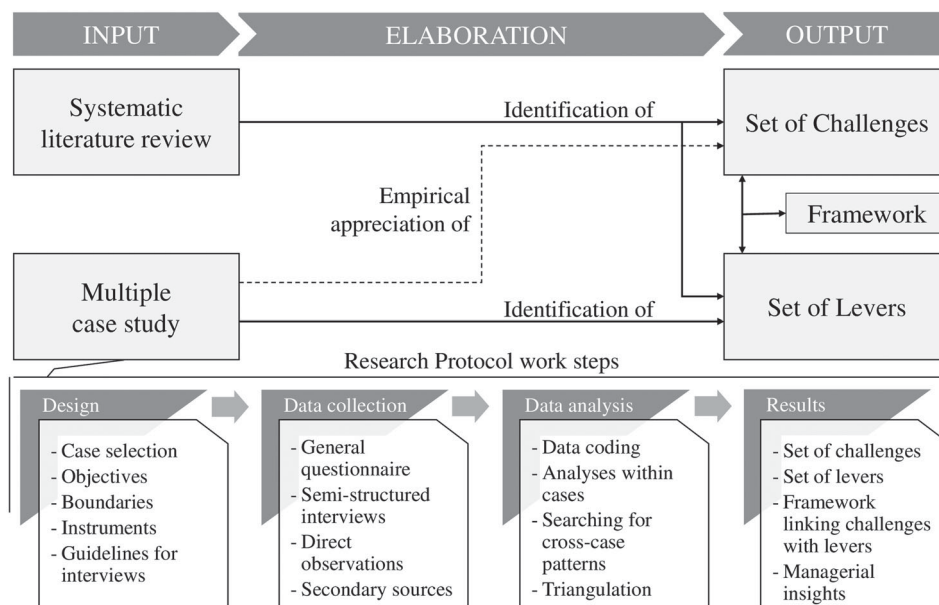 INPUT
ELABORATION
OUTPUT
Systematic
literature review
Identification of
Set of Challenges
Empirical
appreciation of
Framework
Multiple
case study
Identification of
Set of Levers
Research Protocol work steps
Design
- Case selection
- Objectives
- Boundaries
- Instruments
- Guidelines for
interviews
Data collection
- General
questionnaire
- Semi-structured
interviews
- Direct
observations
- Secondary sources
Data analysis
- Data coding
- Analyses within
cases
- Searching for
cross-case
patterns
- Triangulation
Results
- Set of challenges
- Set of levers
- Framework
linking challenges
with levers
- Managerial
insights